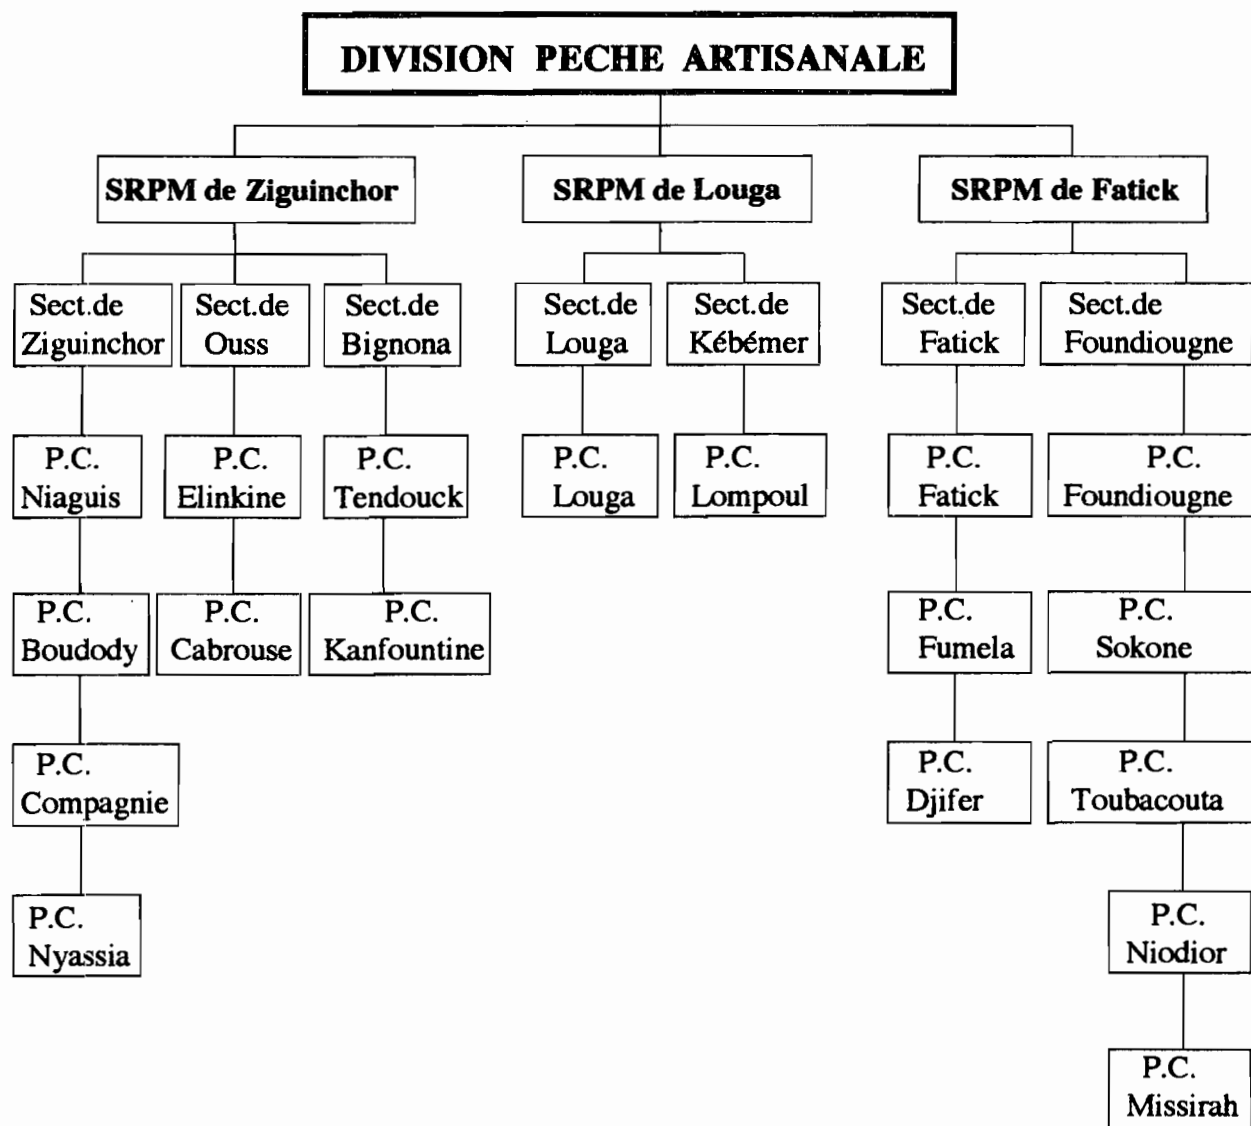 DIVISION PECHE ARTISANALE
SRPM de Ziguinchor
SRPM de Louga
SRPM de Fatick
Sect.de
Ziguinchor
Sect.de
Ouss
Sect.de
Bignona
Sect.de
Louga
Sect.de
Kébémer
Sect.de
Fatick
Sect.de
Foundiougne
P.C.
Niaguis
P.C.
Elinkine
P.C.
Tendouck
P.C.
Louga
P.C.
Lompoul
P.C.
Fatick
P.C.
Foundiougne
P.C.
Boudody
P.C.
Cabrouse
P.C.
Kanfountine
P.C.
Fumela
P.C.
Sokone
P.C.
Compagnie
P.C.
Djifer
P.C.
Toubacouta
P.C.
Nyassia
P.C.
Niodior
P.C.
Missirah